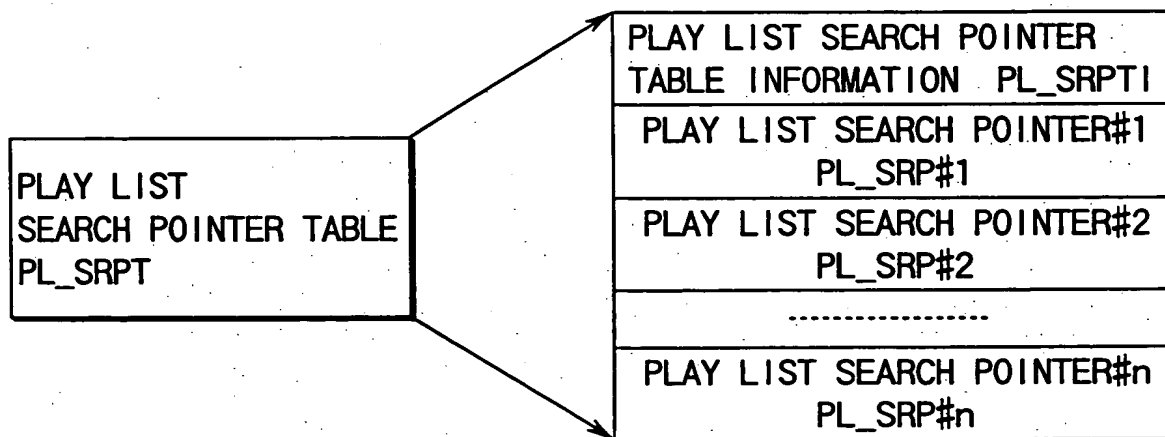 PLAY LIST
SEARCH POINTER TABLE
PL_SRPT
PLAY LIST SEARCH POINTER
TABLE INFORMATION PL_SRPTI
PLAY LIST SEARCH POINTER#1
PL_SRP#1
PLAY LIST SEARCH POINTER#2
PL_SRP#2
-------------------
PLAY LIST SEARCH POINTER#n
PL_SRP#n